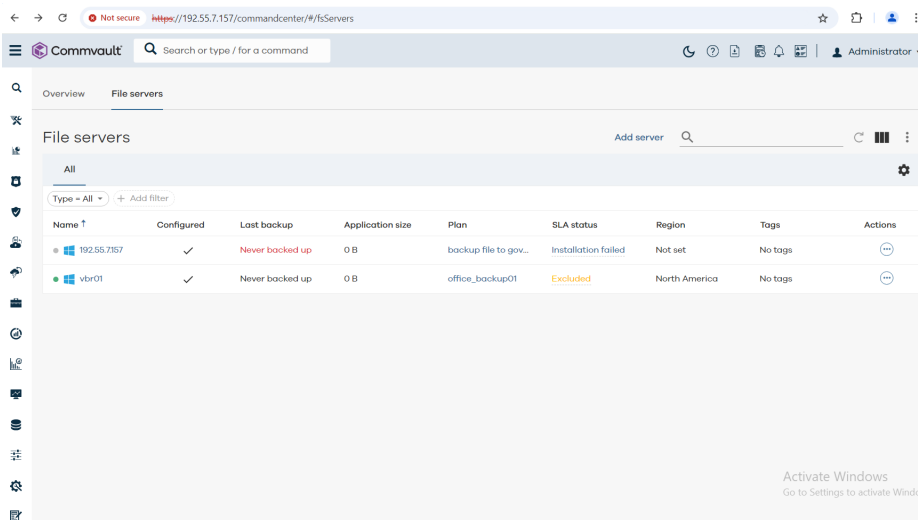 Not secure https://192.55.7.157/commandcenter/#/fsServers
Commvault Search or type / for a command Administrator
Overview File servers
File servers Add server
All
Type = All + Add filter
Name ↑ Configured Last backup Application size Plan SLA status Region Tags Actions
192.55.7.157 Never backed up 0 B backup file to gov... Installation failed Not set No tags
vbr01 Never backed up 0 B office_backup01 Excluded North America No tags
Activate Windows
Go to Settings to activate Windo